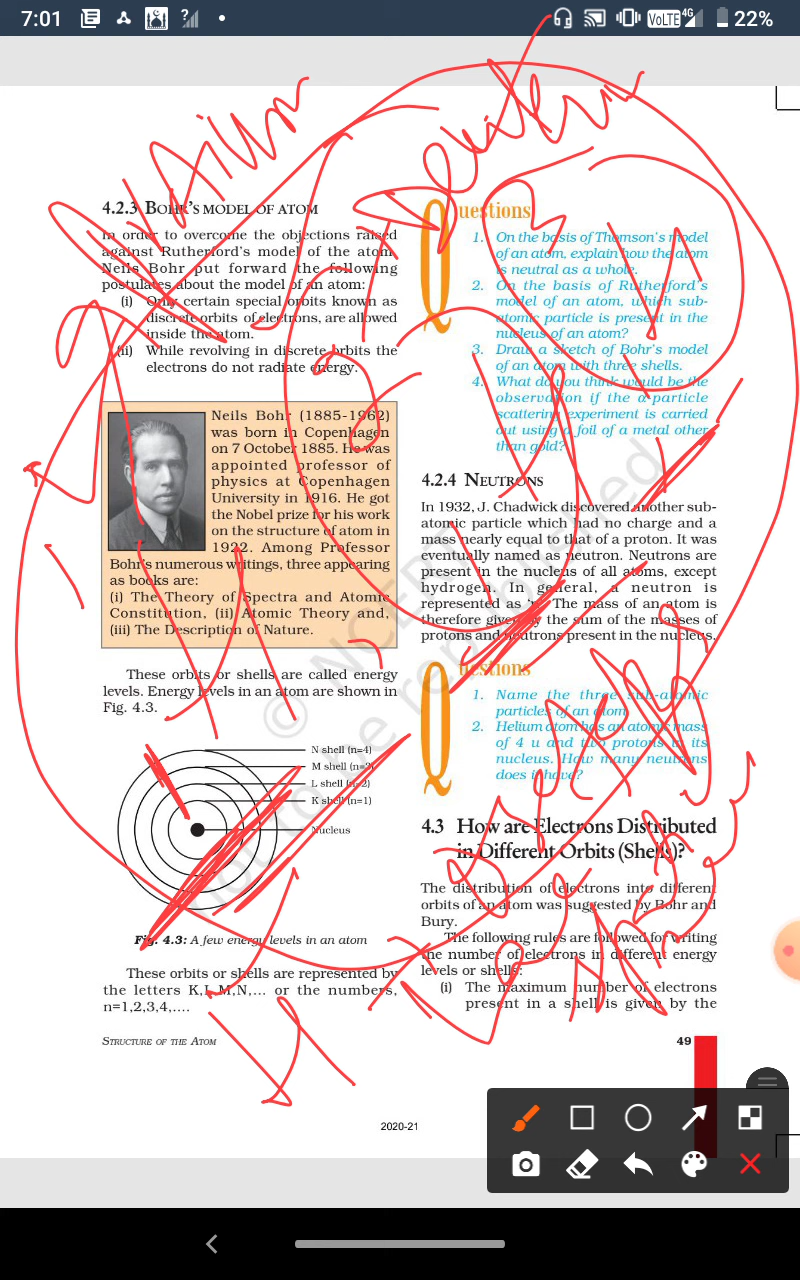 7:01
VoLTE 4G
22%
4.2.3 BOHR'S MODEL OF ATOM
In order to overcome the objections raised
against Rutherford's model of the atom,
Neils Bohr put forward the following
postulates about the model of an atom:
(i) Only certain special orbits known as
discrete orbits of electrons, are allowed
inside the atom.
(ii) While revolving in discrete orbits the
electrons do not radiate energy.
Neils Bohr (1885-1962)
was born in Copenhagen
on 7 October 1885. He was
appointed professor of
physics at Copenhagen
University in 1916. He got
the Nobel prize for his work
on the structure of atom in
1922. Among Professor
Bohr's numerous writings, three appearing
as books are:
(i) The Theory of Spectra and Atomic
Constitution, (ii) Atomic Theory and,
(iii) The Description of Nature.
These orbits or shells are called energy
levels. Energy levels in an atom are shown in
Fig. 4.3.
N shell (n=4)
M shell (n=3)
L shell (n=2)
K shell (n=1)
Nucleus
Fig. 4.3: A few energy levels in an atom
These orbits or shells are represented by
the letters K,L,M,N,… or the numbers,
n=1,2,3,4,….
STRUCTURE OF THE ATOM
Questions
1. On the basis of Thomson's model
of an atom, explain how the atom
is neutral as a whole.
2. On the basis of Rutherford's
model of an atom, which sub-
atomic particle is present in the
nucleus of an atom?
3. Draw a sketch of Bohr's model
of an atom with three shells.
4. What do you think would be the
observation if the α-particle
scattering experiment is carried
out using a foil of a metal other
than gold?
4.2.4 NEUTRONS
In 1932, J. Chadwick discovered another sub-
atomic particle which had no charge and a
mass nearly equal to that of a proton. It was
eventually named as neutron. Neutrons are
present in the nucleus of all atoms, except
hydrogen. In general, a neutron is
represented as 'n'. The mass of an atom is
therefore given by the sum of the masses of
protons and neutrons present in the nucleus.
Questions
1. Name the three sub-atomic
particles of an atom.
2. Helium atom has an atomic mass
of 4 u and two protons in its
nucleus. How many neutrons
does it have?
4.3 How are Electrons Distributed
in Different Orbits (Shells)?
The distribution of electrons into different
orbits of an atom was suggested by Bohr and
Bury.
The following rules are followed for writing
the number of electrons in different energy
levels or shells:
(i) The maximum number of electrons
present in a shell is given by the
49
2020-21
© NCERT
not to be republished